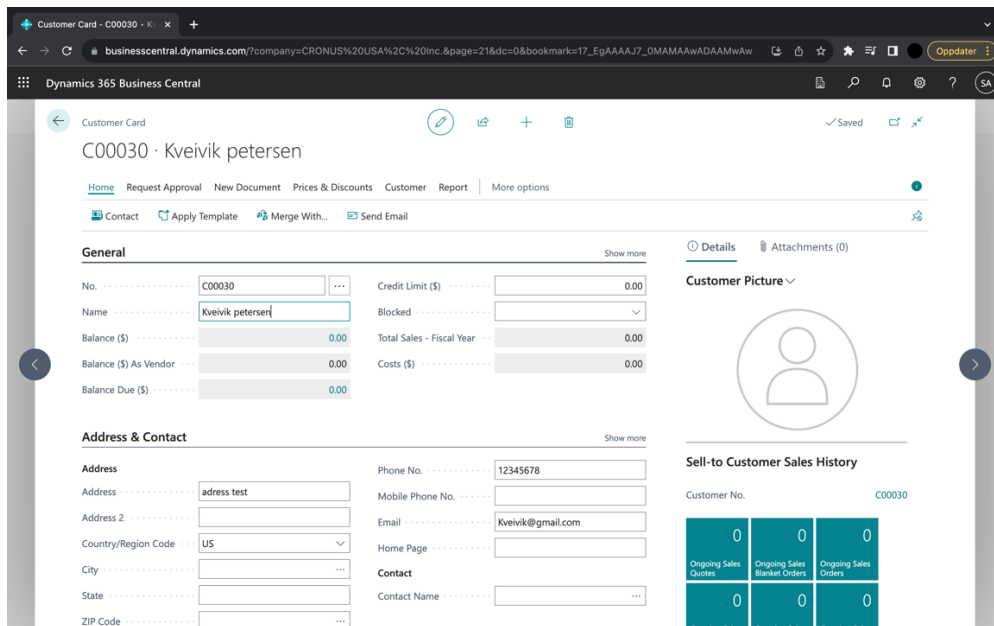 Customer Card - C00030 - K
businesscentral.dynamics.com/?company=CRONUS%20USA%2C%20Inc.&page=21&dc=0&bookmark=17_EgAAAAJ7_0MAMAAwADAAMwAw
Oppdater
Dynamics 365 Business Central
SA
Customer Card
Saved
C00030 · Kveivik petersen
Home Request Approval New Document Prices & Discounts Customer Report More options
Contact Apply Template Merge With... Send Email
General Show more
No. C00030 ...
Name Kveivik petersen
Balance ($) 0.00
Balance ($) As Vendor 0.00
Balance Due ($) 0.00
Credit Limit ($) 0.00
Blocked
Total Sales - Fiscal Year 0.00
Costs ($) 0.00
Address & Contact Show more
Address
Address adress test
Address 2
Country/Region Code US
City ...
State
ZIP Code ...
Phone No. 12345678
Mobile Phone No.
Email Kveivik@gmail.com
Home Page
Contact
Contact Name ...
Details Attachments (0)
Customer Picture
Sell-to Customer Sales History
Customer No. C00030
0 0 0
Ongoing Sales Quotes
Ongoing Sales Blanket Orders
Ongoing Sales Orders
0 0 0